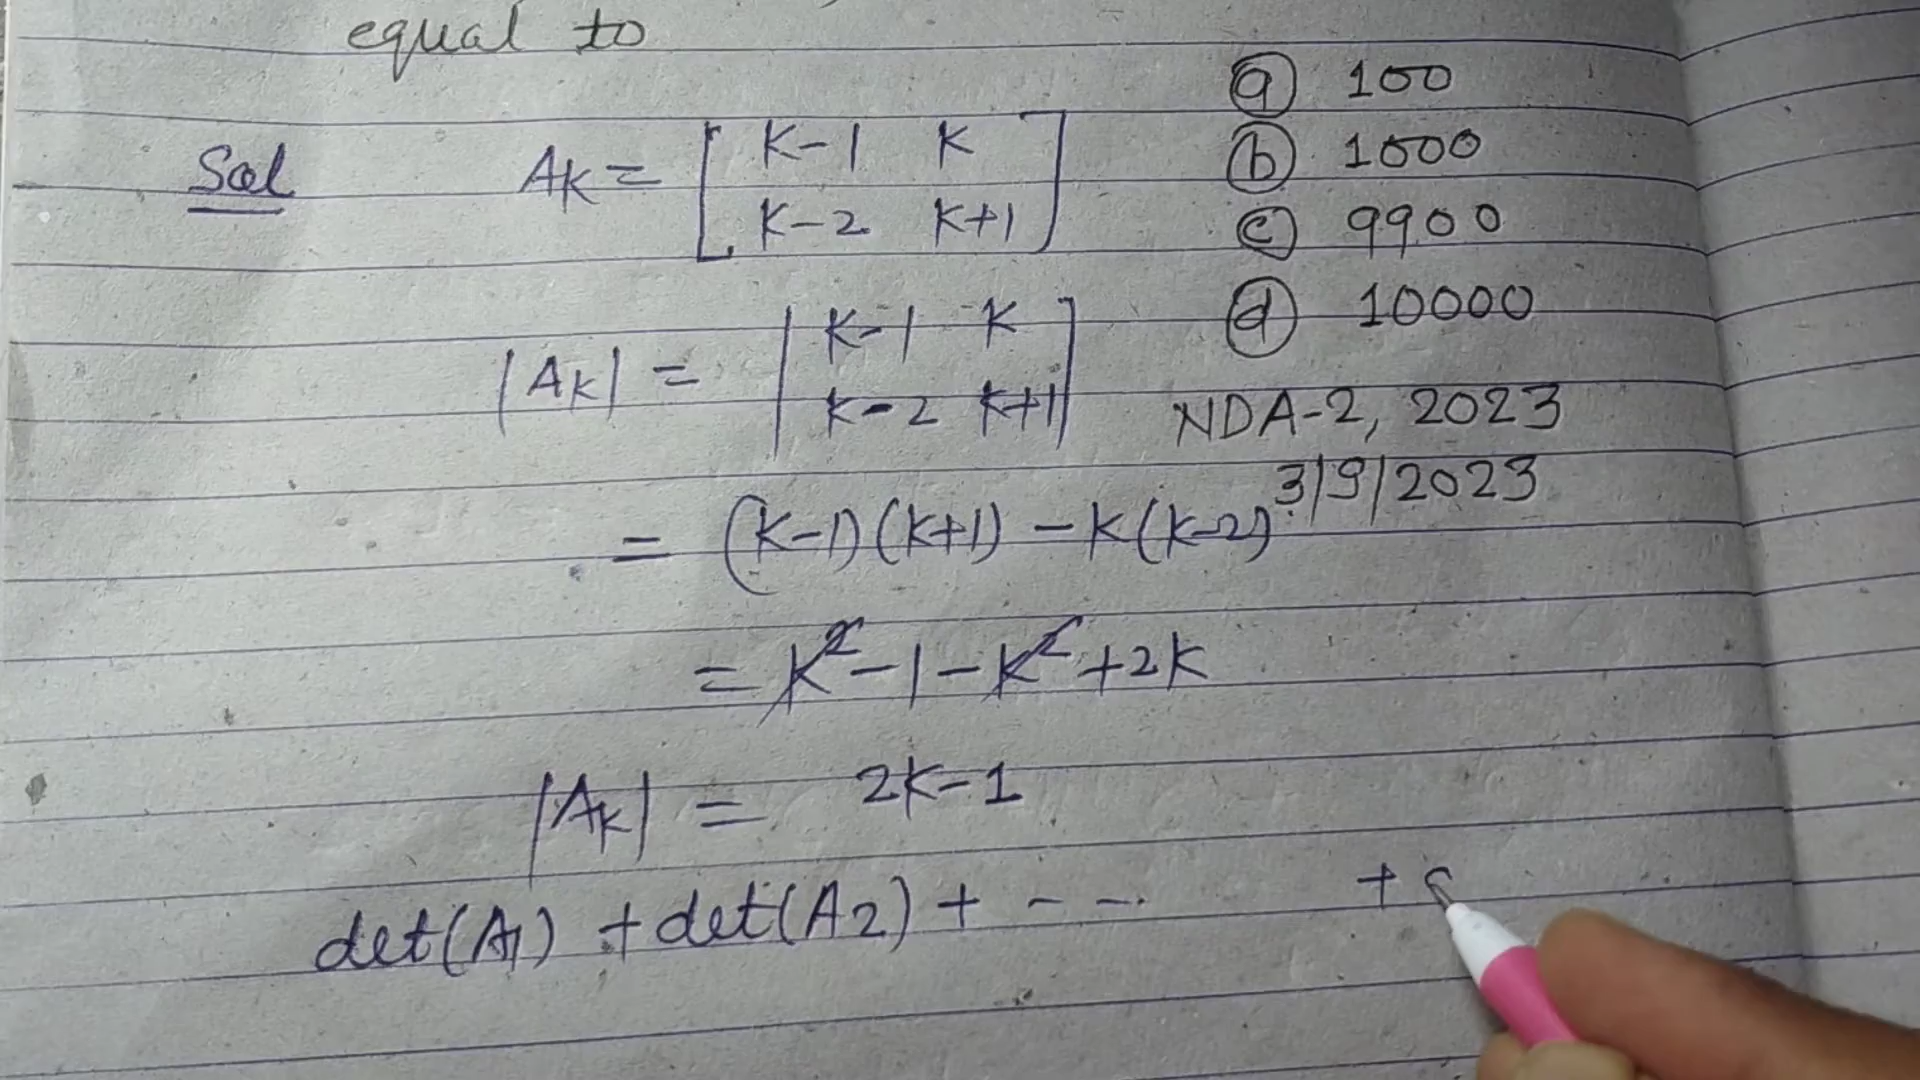 equal to
Sol AK = [ K-1 K
K-2 K+1 ]
(a) 100
(b) 1000
(c) 9900
(d) 10000
|AK| = | K-1 K
K-2 K+1 |
NDA-2, 2023
3/9/2023
= (K-1)(K+1) - K(K-2)
= K² - 1 - K² + 2K
|AK| = 2K-1
det(A1) + det(A2) + - - -- +